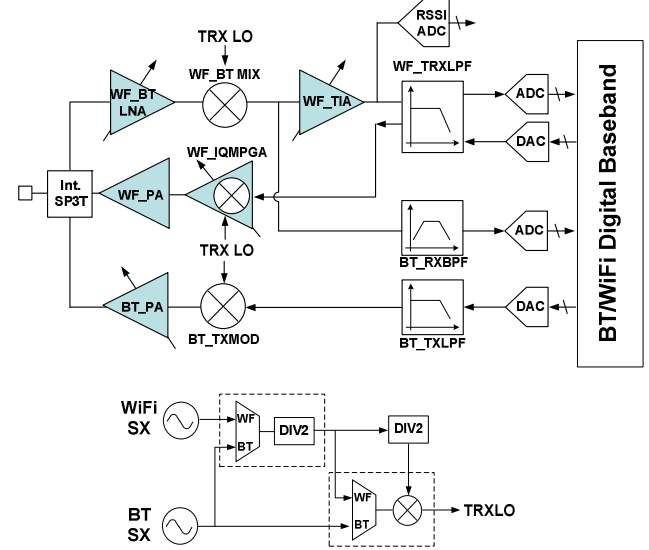 RSSI
ADC
TRX LO
WF_BT MIX
WF_TRXLPF
WF_BT
LNA
WF_TIA
ADC
DAC
Int.
SP3T
WF_IQMPGA
WF_PA
TRX LO
BT_RXBPF
ADC
BT_PA
BT_TXMOD
BT_TXLPF
DAC
BT/WiFi Digital Baseband
WiFi
SX
WF
BT
DIV2
DIV2
BT
SX
WF
BT
TRXLO